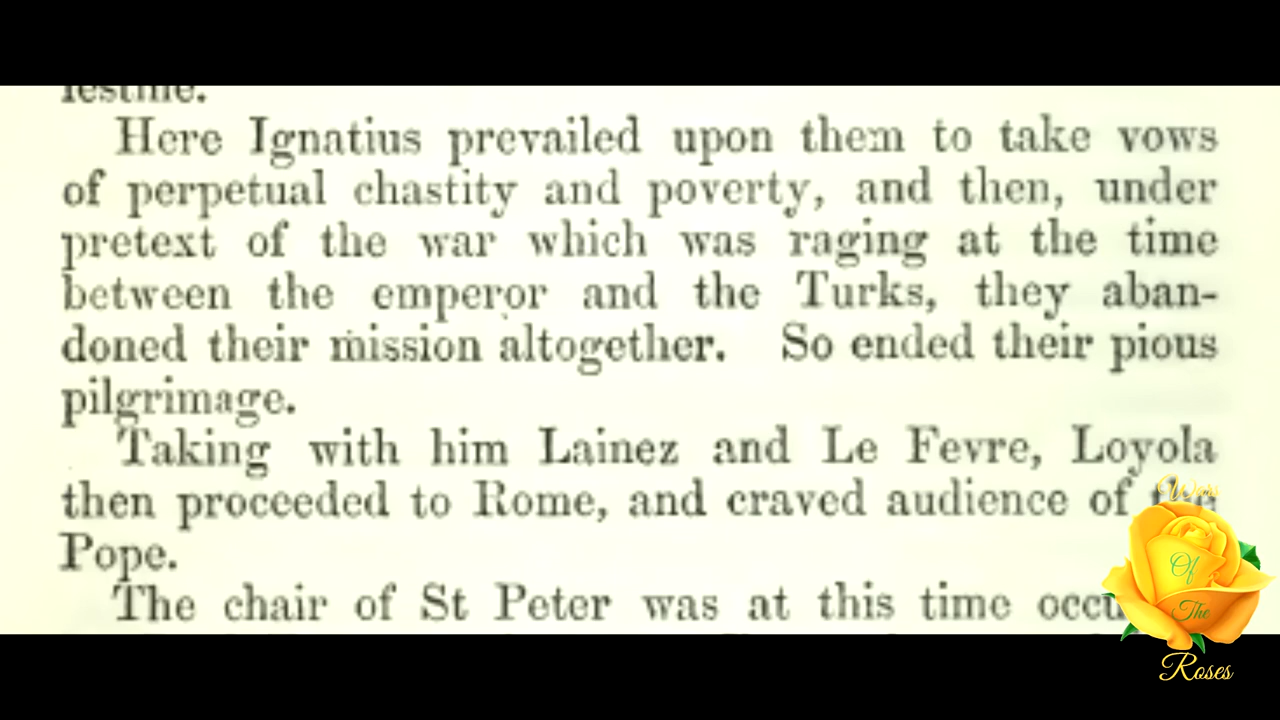 Here Ignatius prevailed upon them to take vows
of perpetual chastity and poverty, and then, under
pretext of the war which was raging at the time
between the emperor and the Turks, they aban-
doned their mission altogether. So ended their pious
pilgrimage.
Taking with him Lainez and Le Fevre, Loyola
then proceeded to Rome, and craved audience of
Pope.
The chair of St Peter was at this time
Wars
Of
The
Roses